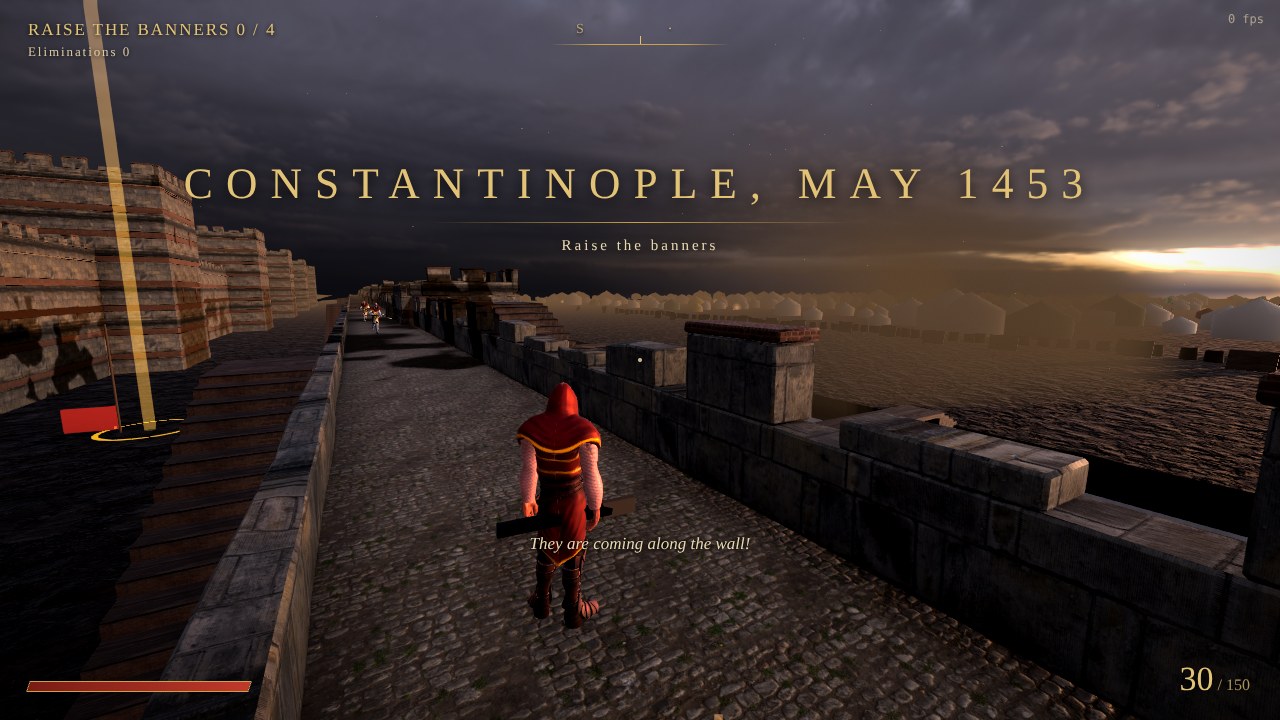 RAISE THE BANNERS 0 / 4
Eliminations 0
S
0 fps
CONSTANTINOPLE, MAY 1453
Raise the banners
They are coming along the wall!
30 / 150